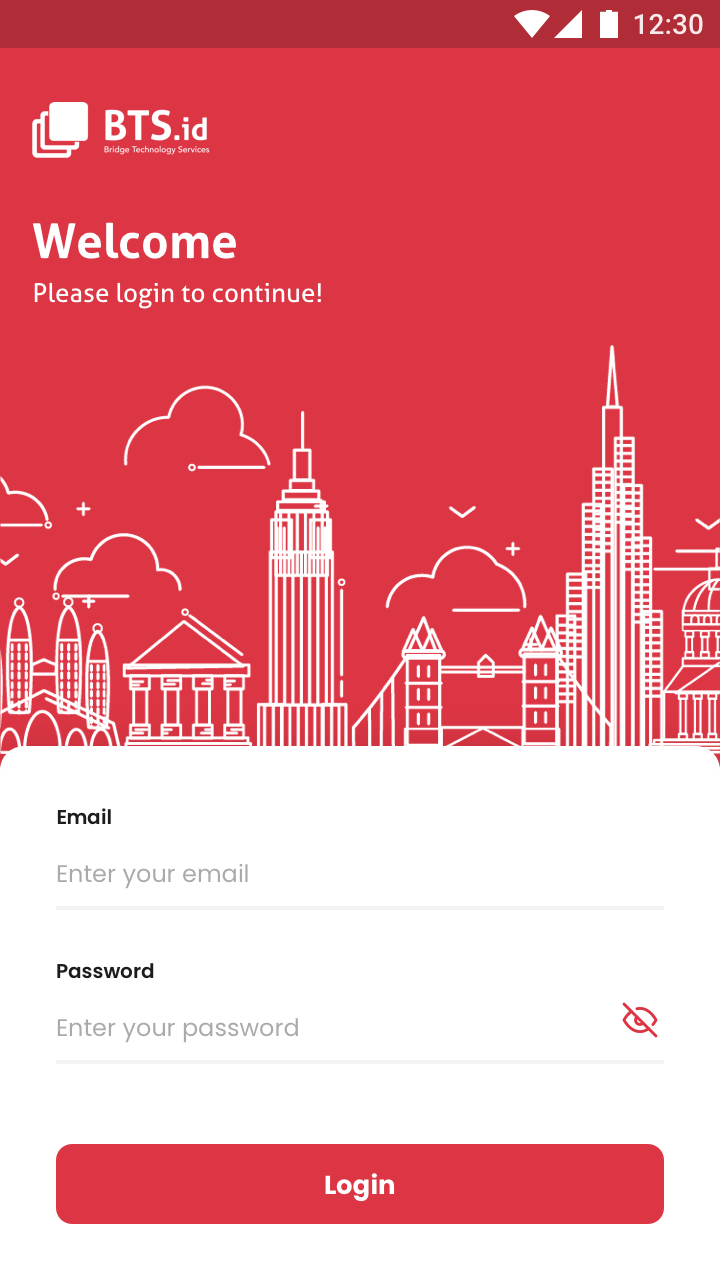 12:30
BTS.id
Bridge Technology Services
Welcome
Please login to continue!
Email
Enter your email
Password
Enter your password
Login